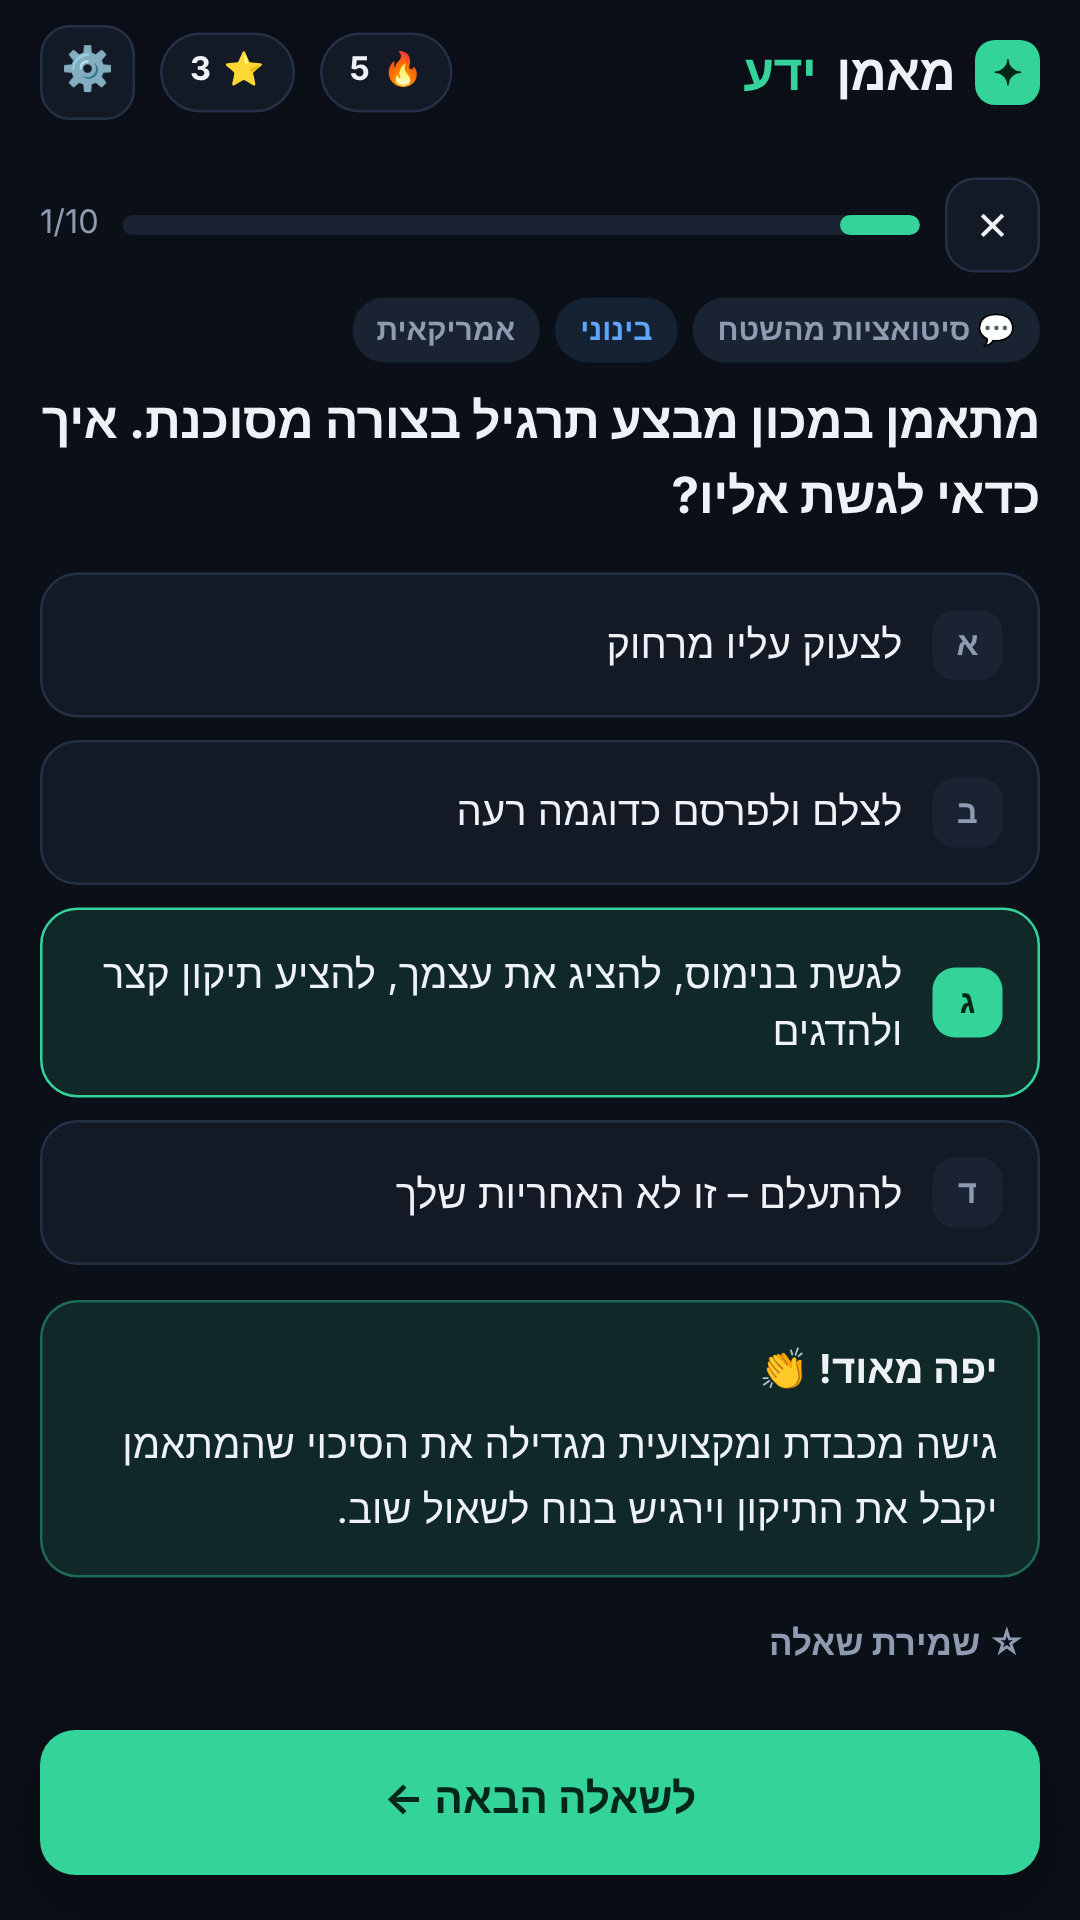 מאמן ידע
🔥 5
⭐ 3
1/10
💬 סיטואציות מהשטח
בינוני
אמריקאית
מתאמן במכון מבצע תרגיל בצורה מסוכנת. איך
כדאי לגשת אליו?
א לצעוק עליו מרחוק
ב לצלם ולפרסם כדוגמה רעה
ג לגשת בנימוס, להציג את עצמך, להציע תיקון קצר
ולהדגים
ד להתעלם – זו לא האחריות שלך
יפה מאוד! 👏
גישה מכבדת ומקצועית מגדילה את הסיכוי שהמתאמן
יקבל את התיקון וירגיש בנוח לשאול שוב.
☆ שמירת שאלה
לשאלה הבאה ←